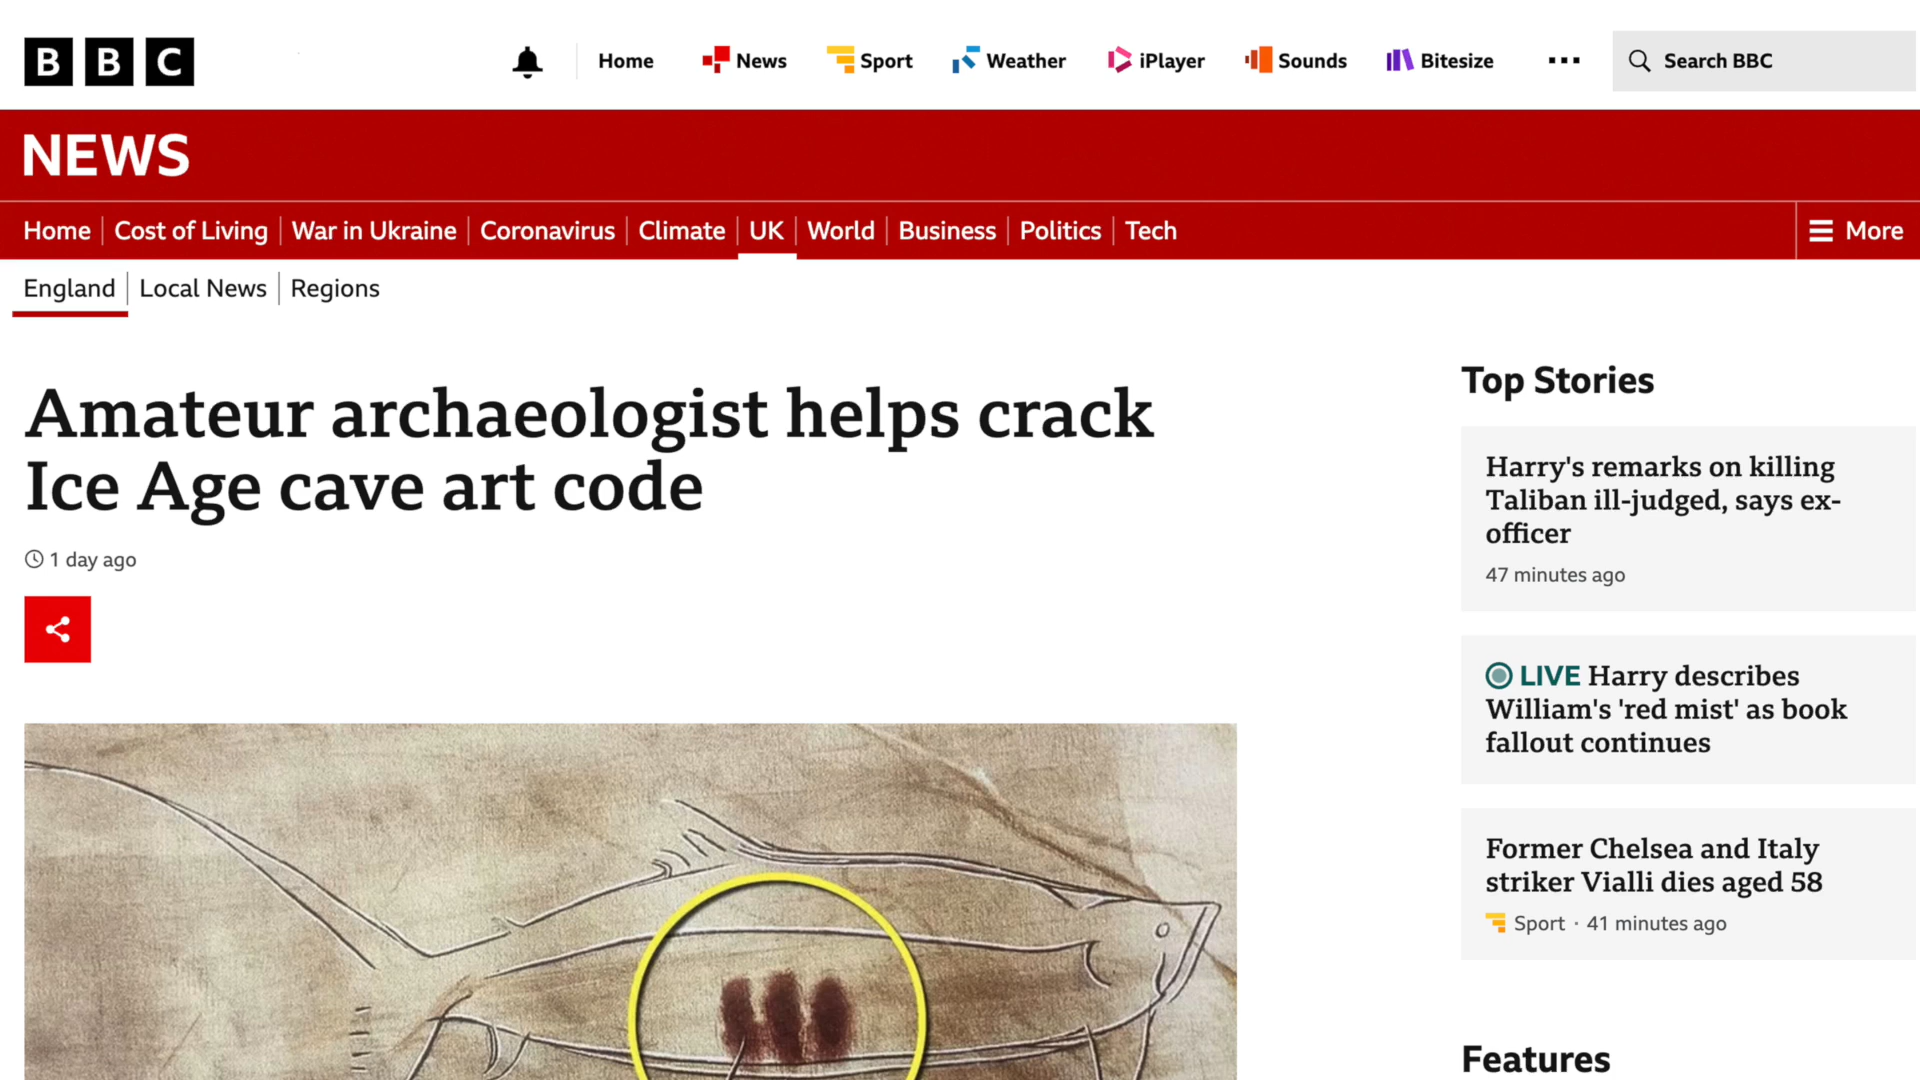 BBC
Home News Sport Weather iPlayer Sounds Bitesize ... Search BBC
NEWS
Home Cost of Living War in Ukraine Coronavirus Climate UK World Business Politics Tech More
England Local News Regions
Amateur archaeologist helps crack
Ice Age cave art code
1 day ago
Top Stories
Harry's remarks on killing
Taliban ill-judged, says ex-
officer
47 minutes ago
LIVE Harry describes
William's 'red mist' as book
fallout continues
Former Chelsea and Italy
striker Vialli dies aged 58
Sport · 41 minutes ago
Features